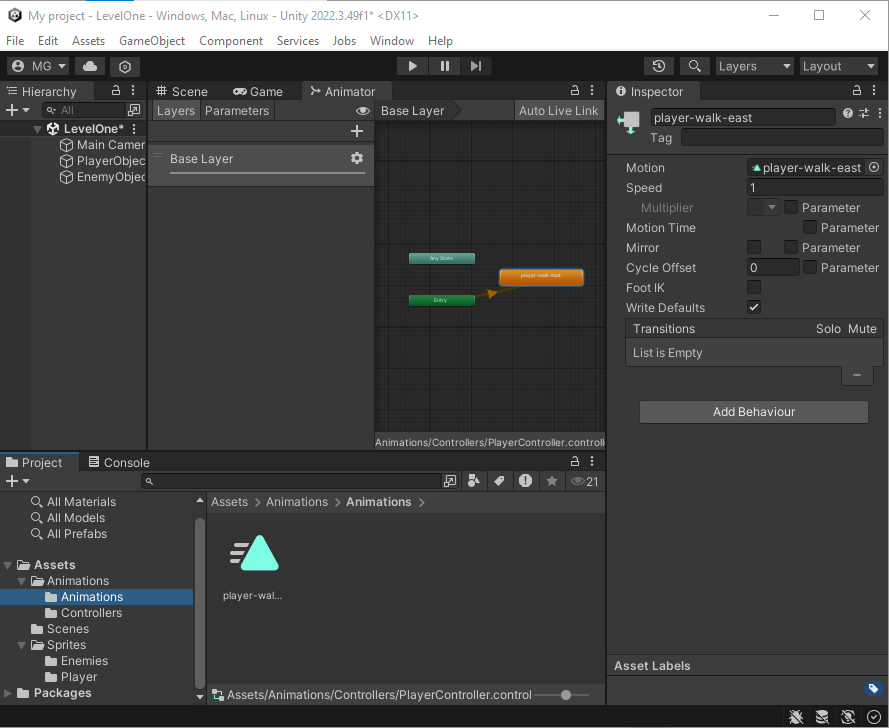 My project - LevelOne - Windows, Mac, Linux - Unity 2022.3.49f1* <DX11>
File Edit Assets GameObject Component Services Jobs Window Help
MG Layers Layout
Hierarchy
All
LevelOne*
Main Camer
PlayerObjec
EnemyObjec
Scene Game Animator
Layers Parameters Base Layer Auto Live Link
Base Layer
Any State
player-walk-east
Entry
Animations/Controllers/PlayerController.controll
Inspector
player-walk-east
Tag
Motion player-walk-east
Speed 1
Multiplier Parameter
Motion Time Parameter
Mirror Parameter
Cycle Offset 0 Parameter
Foot IK
Write Defaults
Transitions Solo Mute
List is Empty
Add Behaviour
Project Console
21
All Materials
All Models
All Prefabs
Assets
Animations
Animations
Controllers
Scenes
Sprites
Enemies
Player
Packages
Assets > Animations > Animations >
player-wal...
Assets/Animations/Controllers/PlayerController.control
Asset Labels